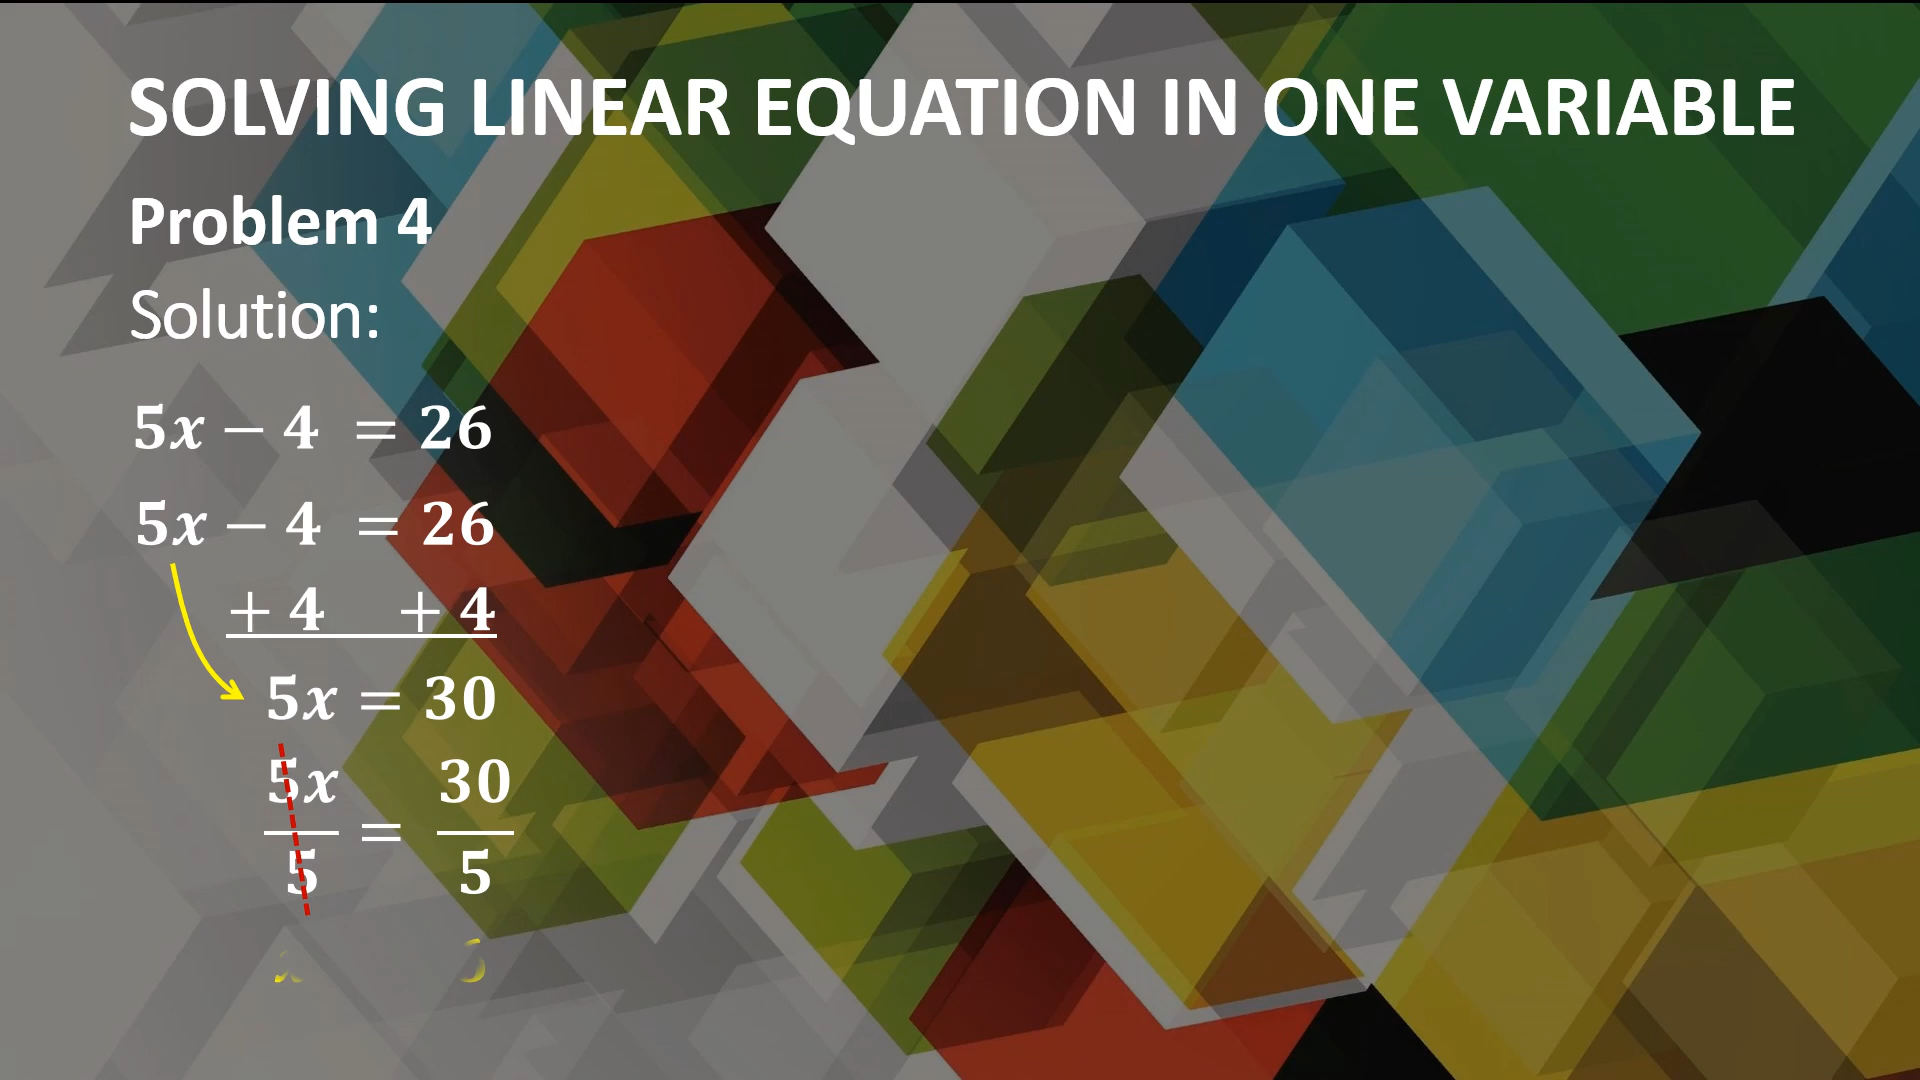 SOLVING LINEAR EQUATION IN ONE VARIABLE
Problem 4
Solution:
5x − 4 = 26
5x − 4 = 26
+ 4 + 4
5x = 30
5x/5 = 30/5